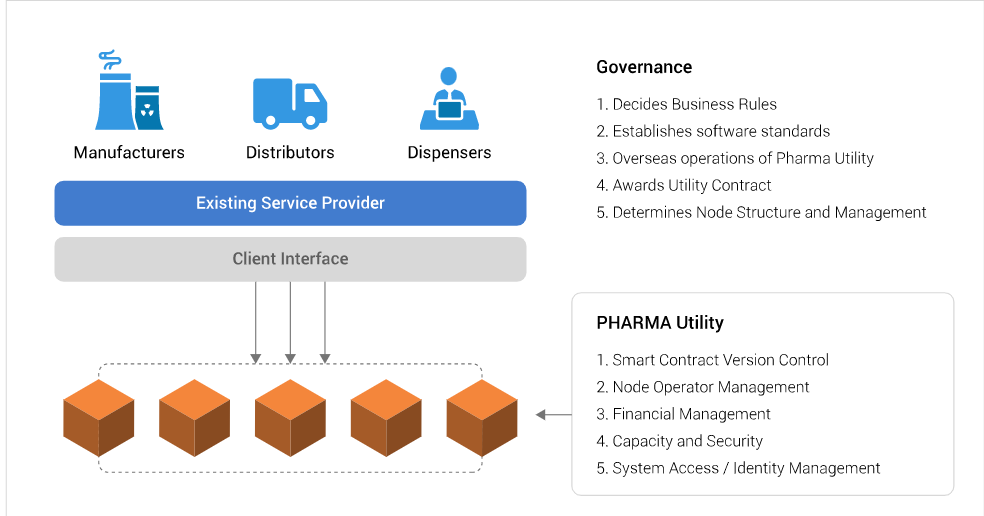 Manufacturers
Distributors
Dispensers
Existing Service Provider
Client Interface
Governance
1. Decides Business Rules
2. Establishes software standards
3. Overseas operations of Pharma Utility
4. Awards Utility Contract
5. Determines Node Structure and Management
PHARMA Utility
1. Smart Contract Version Control
2. Node Operator Management
3. Financial Management
4. Capacity and Security
5. System Access / Identity Management